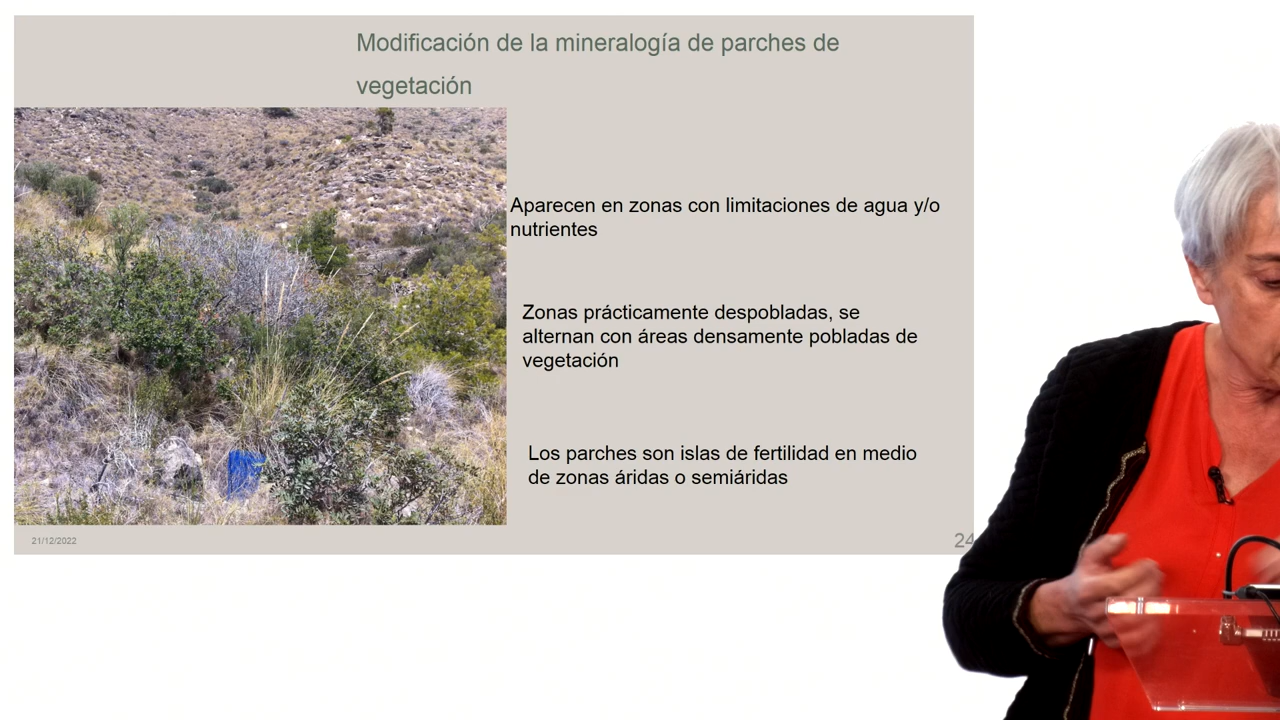 Modificación de la mineralogía de parches de
vegetación
Aparecen en zonas con limitaciones de agua y/o
nutrientes
Zonas prácticamente despobladas, se
alternan con áreas densamente pobladas de
vegetación
Los parches son islas de fertilidad en medio
de zonas áridas o semiáridas
21/12/2022
24